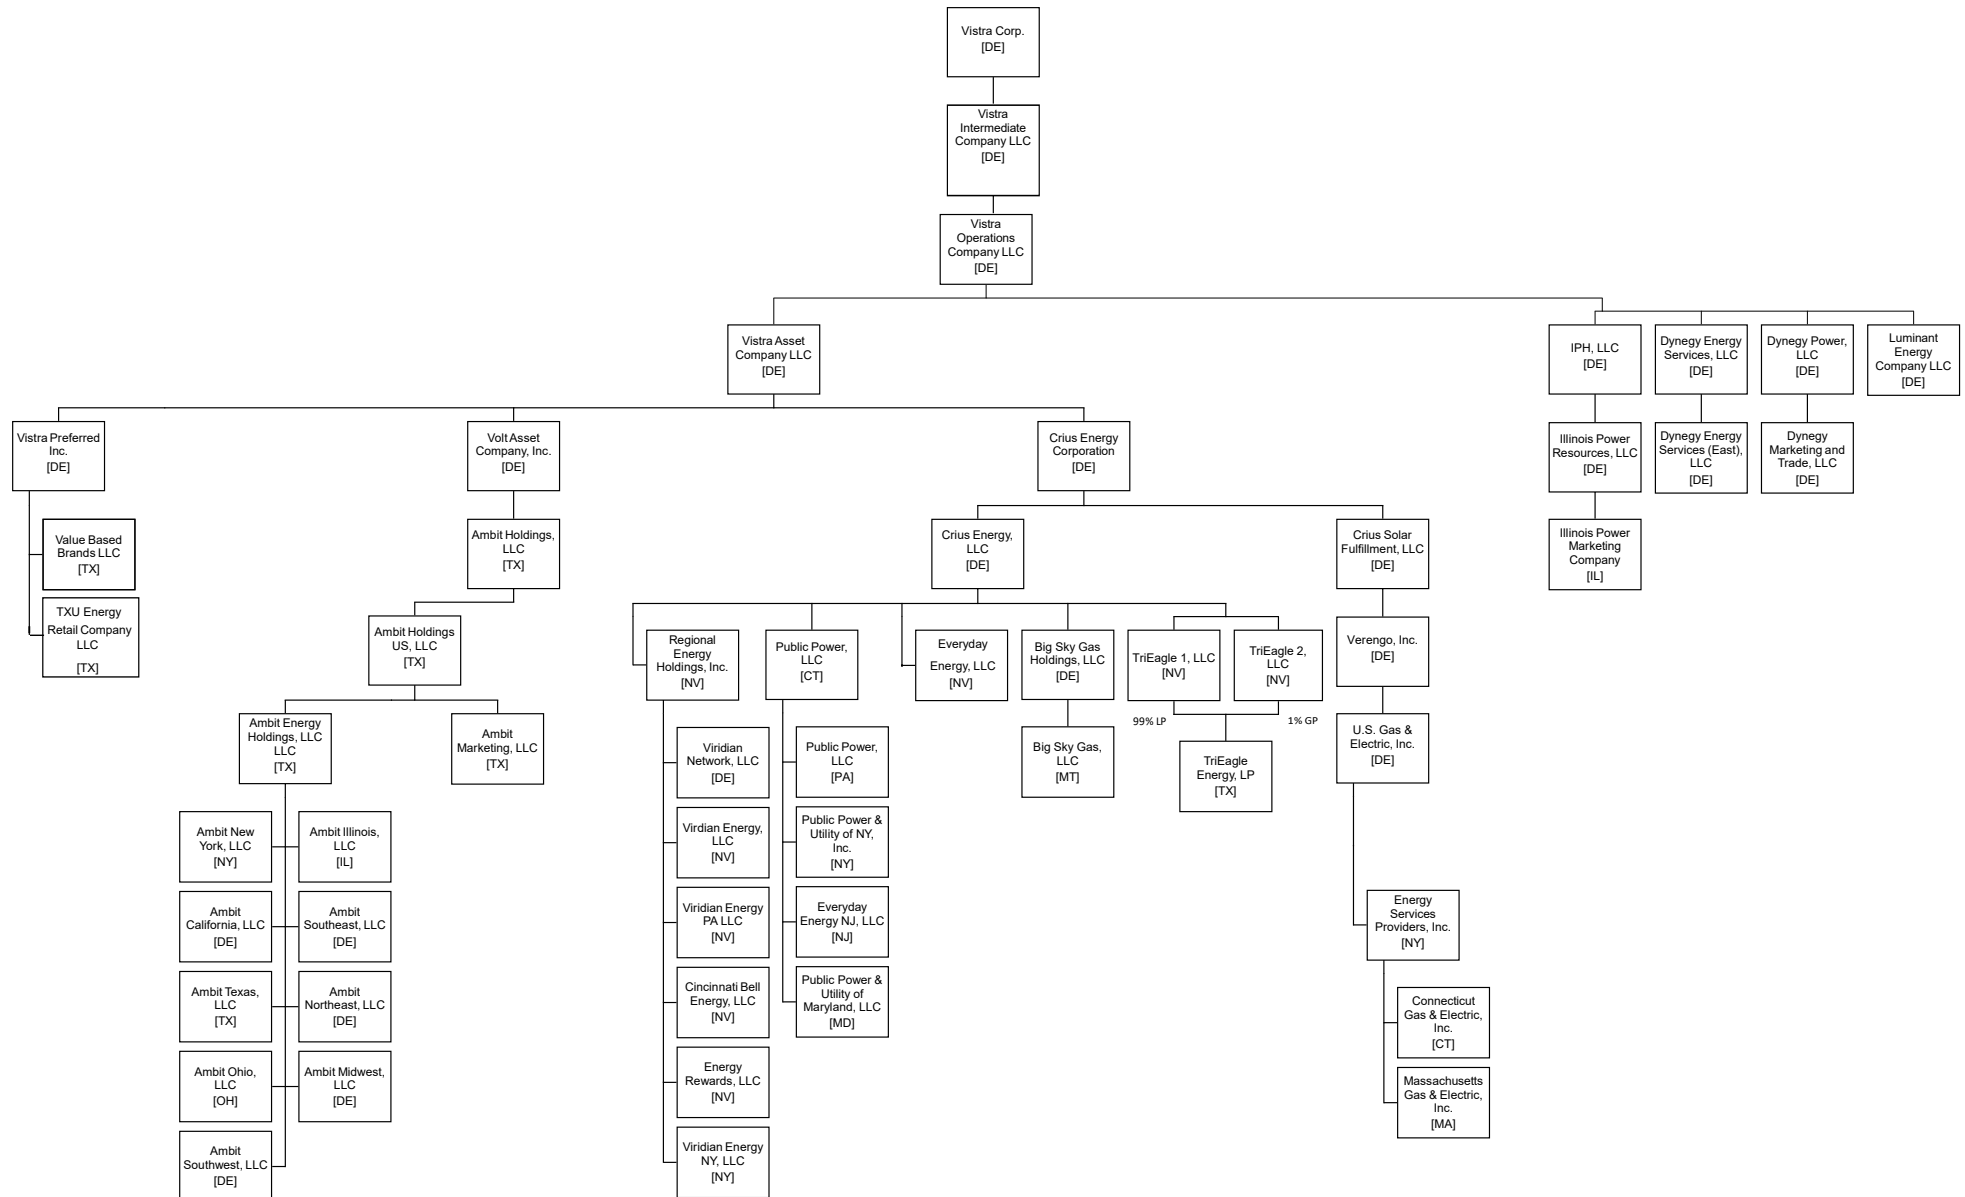 Vistra Corp.
[DE]
Vistra
Intermediate
Company LLC
[DE]
Vistra
Operations
Company LLC
[DE]
Vistra Asset
Company LLC
[DE]
IPH, LLC
[DE]
Dynegy Energy
Services, LLC
[DE]
Dynegy Power,
LLC
[DE]
Luminant
Energy
Company LLC
[DE]
Vistra Preferred
Inc.
[DE]
Volt Asset
Company, Inc.
[DE]
Crius Energy
Corporation
[DE]
Illinois Power
Resources, LLC
[DE]
Dynegy Energy
Services (East),
LLC
[DE]
Dynegy
Marketing and
Trade, LLC
[DE]
Value Based
Brands LLC
[TX]
Ambit Holdings,
LLC
[TX]
Crius Energy,
LLC
[DE]
Crius Solar
Fulfillment, LLC
[DE]
Illinois Power
Marketing
Company
[IL]
TXU Energy
Retail Company
LLC
[TX]
Ambit Holdings
US, LLC
[TX]
Regional
Energy
Holdings, Inc.
[NV]
Public Power,
LLC
[CT]
Everyday
Energy, LLC
[NV]
Big Sky Gas
Holdings, LLC
[DE]
TriEagle 1, LLC
[NV]
TriEagle 2,
LLC
[NV]
Verengo, Inc.
[DE]
Ambit Energy
Holdings, LLC
LLC
[TX]
Ambit
Marketing, LLC
[TX]
99% LP
1% GP
Viridian
Network, LLC
[DE]
Public Power,
LLC
[PA]
Big Sky Gas,
LLC
[MT]
TriEagle
Energy, LP
[TX]
U.S. Gas &
Electric, Inc.
[DE]
Ambit New
York, LLC
[NY]
Ambit Illinois,
LLC
[IL]
Virdian Energy,
LLC
[NV]
Public Power &
Utility of NY,
Inc.
[NY]
Ambit
California, LLC
[DE]
Ambit
Southeast, LLC
[DE]
Viridian Energy
PA LLC
[NV]
Everyday
Energy NJ, LLC
[NJ]
Energy
Services
Providers, Inc.
[NY]
Ambit Texas,
LLC
[TX]
Ambit
Northeast, LLC
[DE]
Cincinnati Bell
Energy, LLC
[NV]
Public Power &
Utility of
Maryland, LLC
[MD]
Connecticut
Gas & Electric,
Inc.
[CT]
Ambit Ohio,
LLC
[OH]
Ambit Midwest,
LLC
[DE]
Energy
Rewards, LLC
[NV]
Massachusetts
Gas & Electric,
Inc.
[MA]
Ambit
Southwest, LLC
[DE]
Viridian Energy
NY, LLC
[NY]